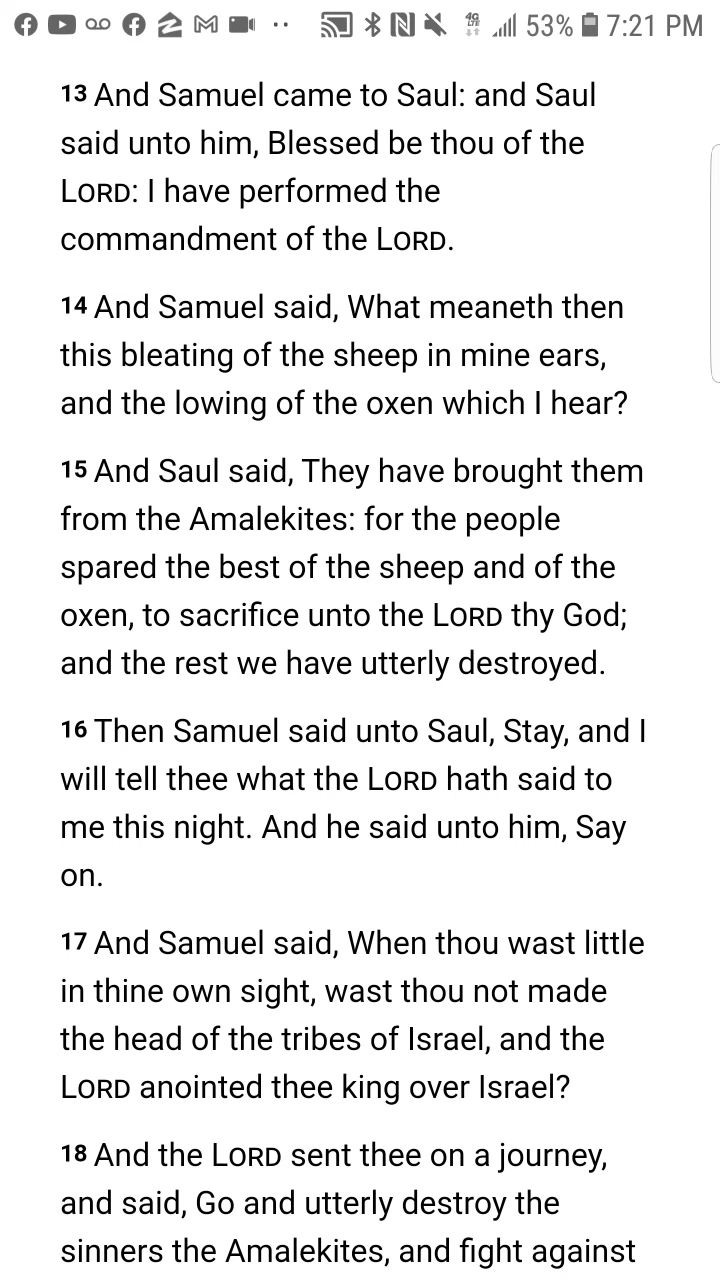 53% 7:21 PM
13 And Samuel came to Saul: and Saul
said unto him, Blessed be thou of the
LORD: I have performed the
commandment of the LORD.
14 And Samuel said, What meaneth then
this bleating of the sheep in mine ears,
and the lowing of the oxen which I hear?
15 And Saul said, They have brought them
from the Amalekites: for the people
spared the best of the sheep and of the
oxen, to sacrifice unto the LORD thy God;
and the rest we have utterly destroyed.
16 Then Samuel said unto Saul, Stay, and I
will tell thee what the LORD hath said to
me this night. And he said unto him, Say
on.
17 And Samuel said, When thou wast little
in thine own sight, wast thou not made
the head of the tribes of Israel, and the
LORD anointed thee king over Israel?
18 And the LORD sent thee on a journey,
and said, Go and utterly destroy the
sinners the Amalekites, and fight against